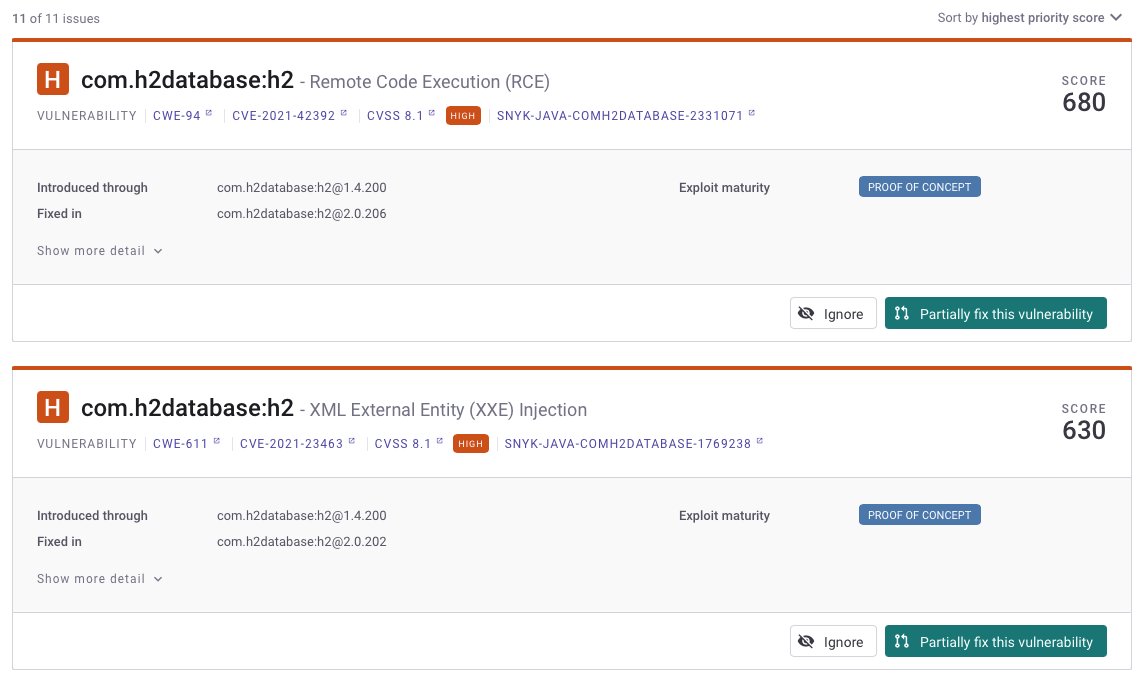 11 of 11 issues
Sort by highest priority score
H com.h2database:h2 - Remote Code Execution (RCE)
SCORE
680
VULNERABILITY CWE-94 CVE-2021-42392 CVSS 8.1 HIGH SNYK-JAVA-COMH2DATABASE-2331071
Introduced through com.h2database:h2@1.4.200 Exploit maturity PROOF OF CONCEPT
Fixed in com.h2database:h2@2.0.206
Show more detail
Ignore Partially fix this vulnerability
H com.h2database:h2 - XML External Entity (XXE) Injection
SCORE
630
VULNERABILITY CWE-611 CVE-2021-23463 CVSS 8.1 HIGH SNYK-JAVA-COMH2DATABASE-1769238
Introduced through com.h2database:h2@1.4.200 Exploit maturity PROOF OF CONCEPT
Fixed in com.h2database:h2@2.0.202
Show more detail
Ignore Partially fix this vulnerability